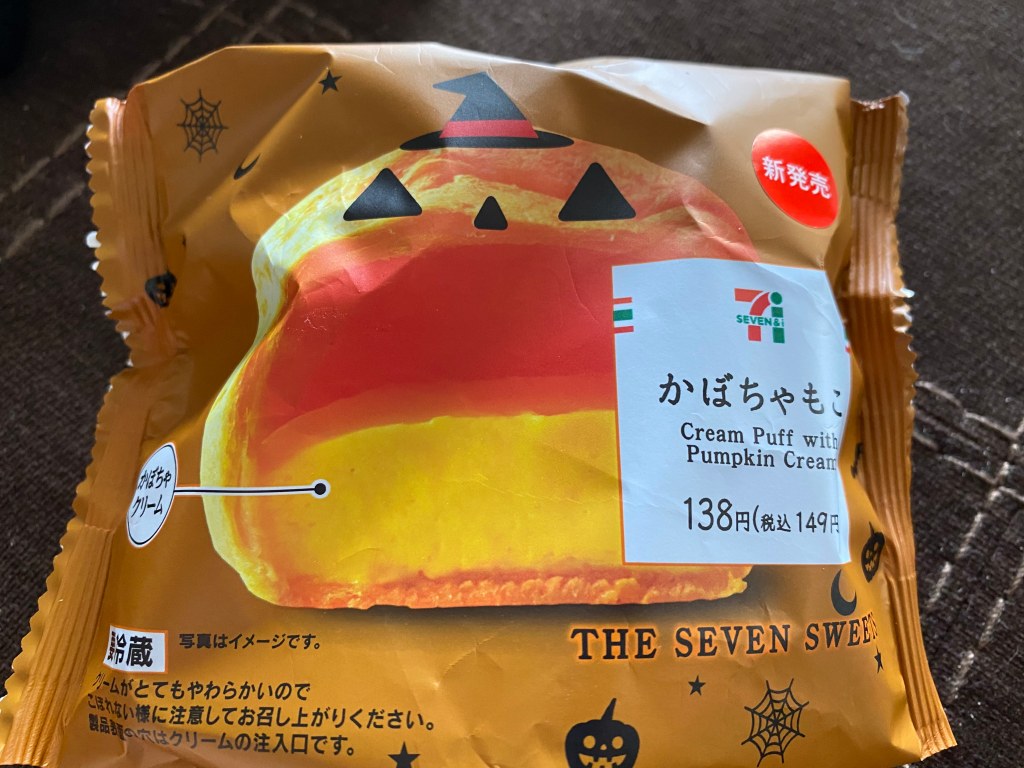 新発売
SEVEN & i
かぼちゃもこ
Cream Puff with
Pumpkin Cream
138円(税込149円
かぼちゃ
クリーム
THE SEVEN SWEETS
冷蔵
写真はイメージです。
クリームがとてもやわらかいので
こぼれない様に注意してお召し上がりください。
製品表面の穴はクリームの注入口です。